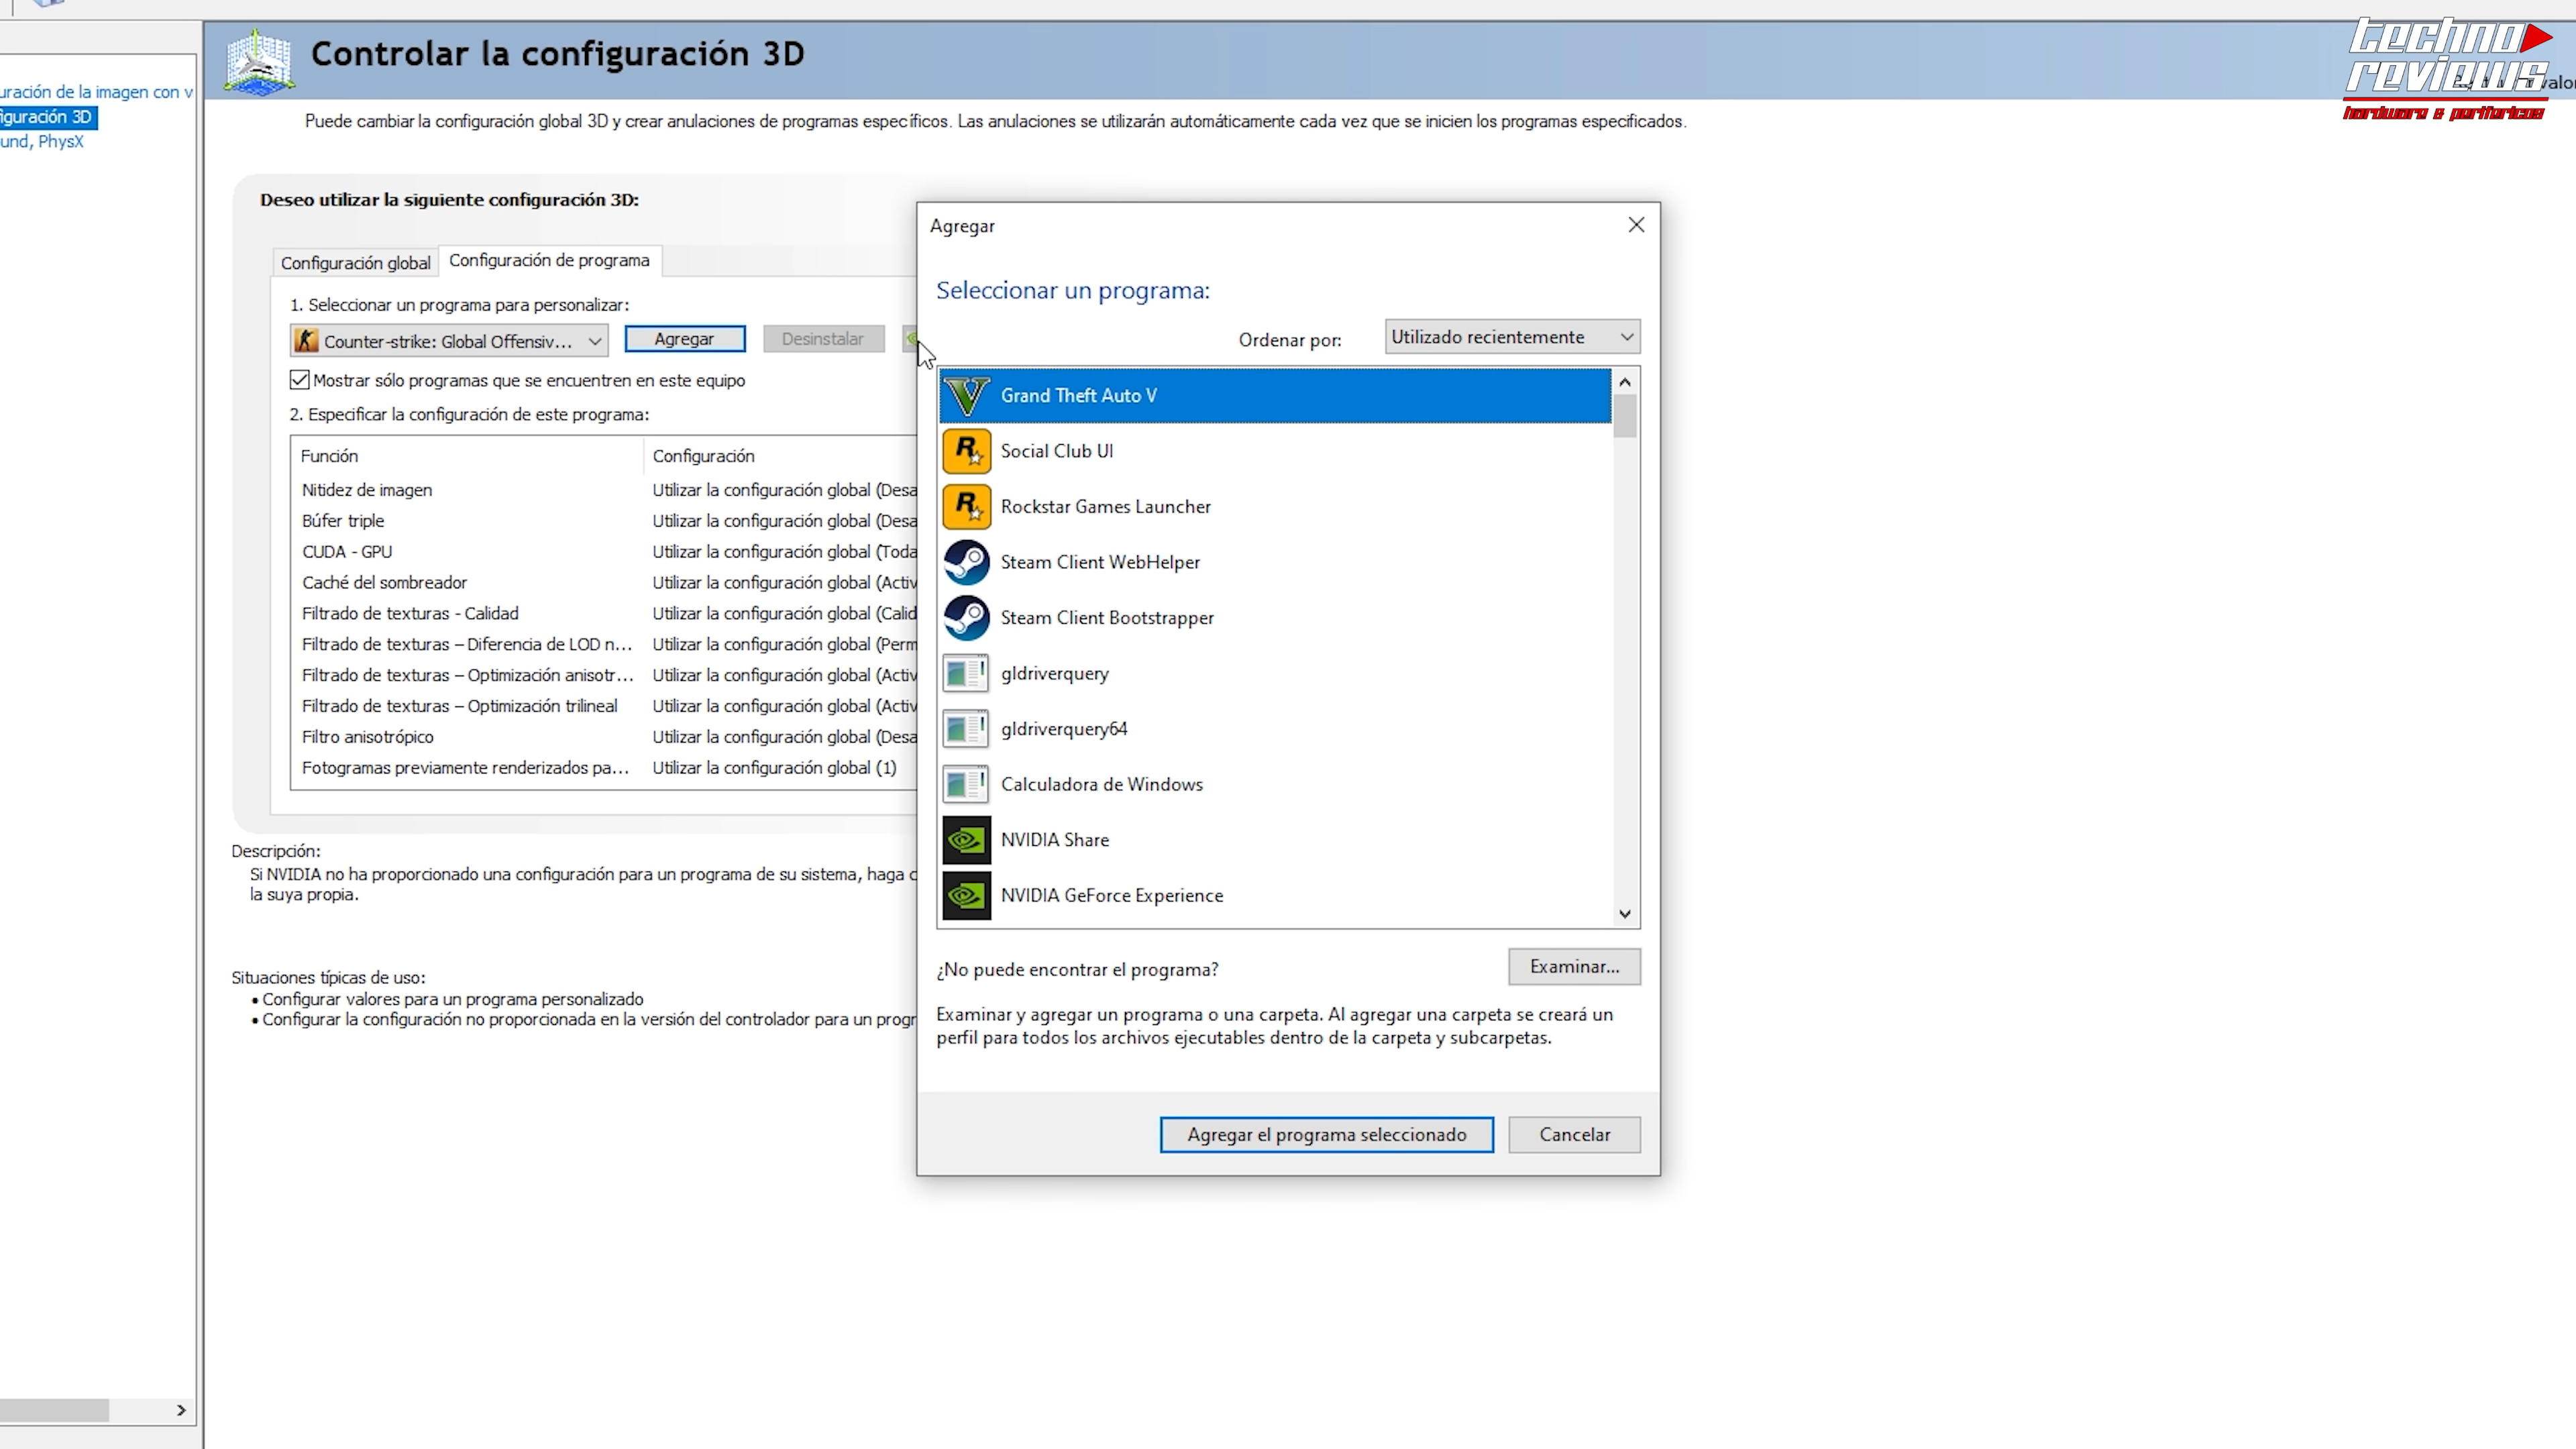 Controlar la configuración 3D
techno
reviews
hardware & perifericos
uración de la imagen con v
figuración 3D
und, PhysX
Puede cambiar la configuración global 3D y crear anulaciones de programas específicos. Las anulaciones se utilizarán automáticamente cada vez que se inicien los programas especificados.
Deseo utilizar la siguiente configuración 3D:
Configuración global
Configuración de programa
1. Seleccionar un programa para personalizar:
Counter-strike: Global Offensiv...
Agregar
Desinstalar
Mostrar sólo programas que se encuentren en este equipo
2. Especificar la configuración de este programa:
Función
Configuración
Nitidez de imagen
Utilizar la configuración global (Desa
Búfer triple
Utilizar la configuración global (Desa
CUDA - GPU
Utilizar la configuración global (Toda
Caché del sombreador
Utilizar la configuración global (Activ
Filtrado de texturas - Calidad
Utilizar la configuración global (Calid
Filtrado de texturas – Diferencia de LOD n...
Utilizar la configuración global (Perm
Filtrado de texturas – Optimización anisotr...
Utilizar la configuración global (Activ
Filtrado de texturas – Optimización trilineal
Utilizar la configuración global (Activ
Filtro anisotrópico
Utilizar la configuración global (Desa
Fotogramas previamente renderizados pa...
Utilizar la configuración global (1)
Descripción:
Si NVIDIA no ha proporcionado una configuración para un programa de su sistema, haga c
la suya propia.
Situaciones típicas de uso:
• Configurar valores para un programa personalizado
• Configurar la configuración no proporcionada en la versión del controlador para un progr
Agregar
Seleccionar un programa:
Ordenar por:
Utilizado recientemente
Grand Theft Auto V
Social Club UI
Rockstar Games Launcher
Steam Client WebHelper
Steam Client Bootstrapper
gldriverquery
gldriverquery64
Calculadora de Windows
NVIDIA Share
NVIDIA GeForce Experience
¿No puede encontrar el programa?
Examinar...
Examinar y agregar un programa o una carpeta. Al agregar una carpeta se creará un
perfil para todos los archivos ejecutables dentro de la carpeta y subcarpetas.
Agregar el programa seleccionado
Cancelar